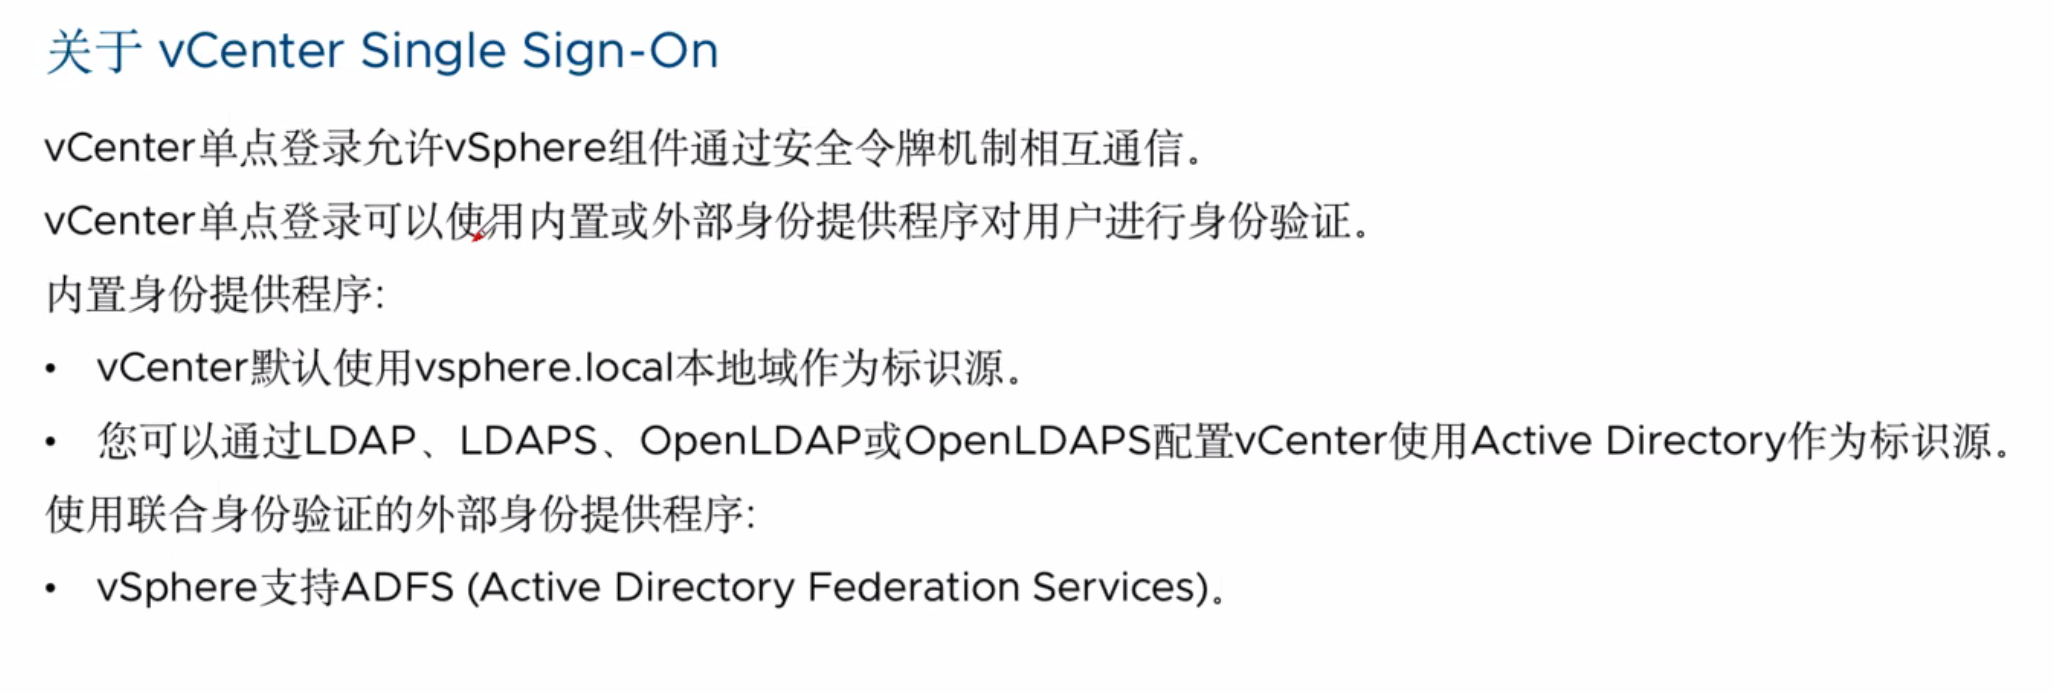 关于 vCenter Single Sign-On
vCenter单点登录允许vSphere组件通过安全令牌机制相互通信。
vCenter单点登录可以使用内置或外部身份提供程序对用户进行身份验证。
内置身份提供程序:
• vCenter默认使用vsphere.local本地域作为标识源。
• 您可以通过LDAP、LDAPS、OpenLDAP或OpenLDAPS配置vCenter使用Active Directory作为标识源。
使用联合身份验证的外部身份提供程序:
• vSphere支持ADFS (Active Directory Federation Services)。